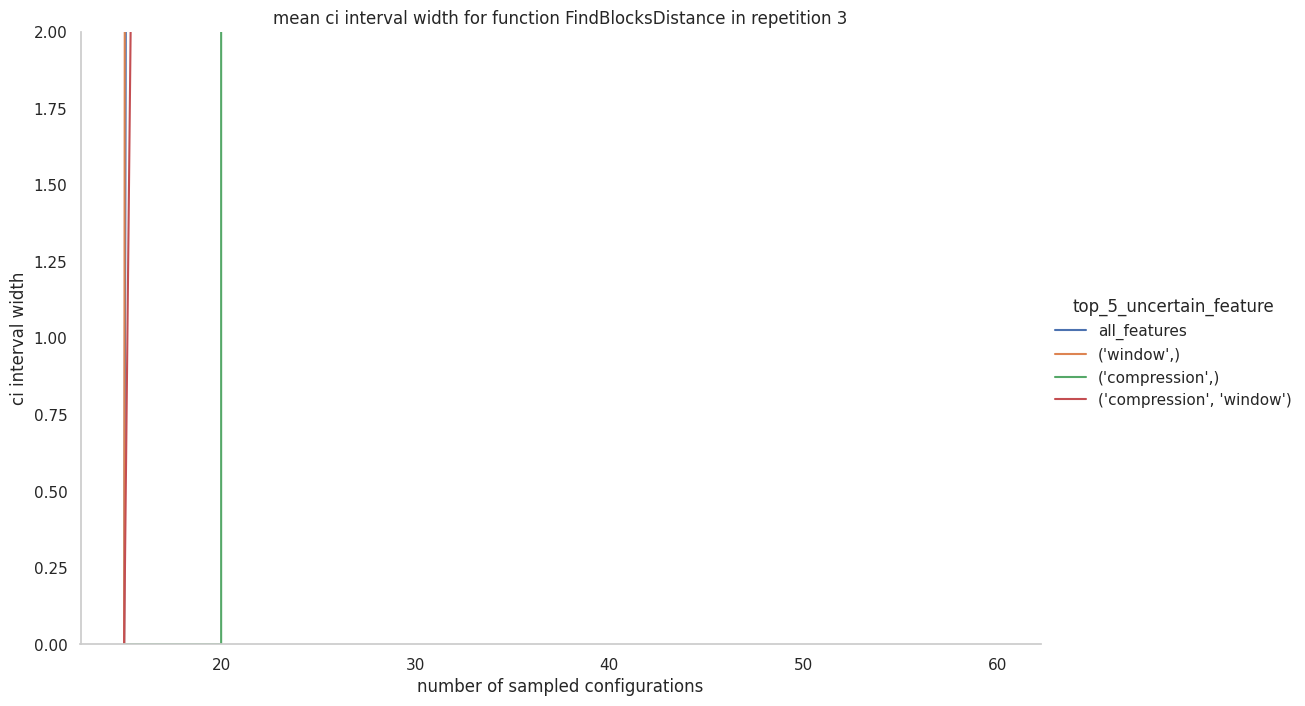 mean ci interval width for function FindBlocksDistance in repetition 3
2.00
1.75
1.50
1.25
1.00
0.75
0.50
0.25
0.00
ci interval width
20
30
40
50
60
number of sampled configurations
top_5_uncertain_feature
all_features
('window',)
('compression',)
('compression', 'window')